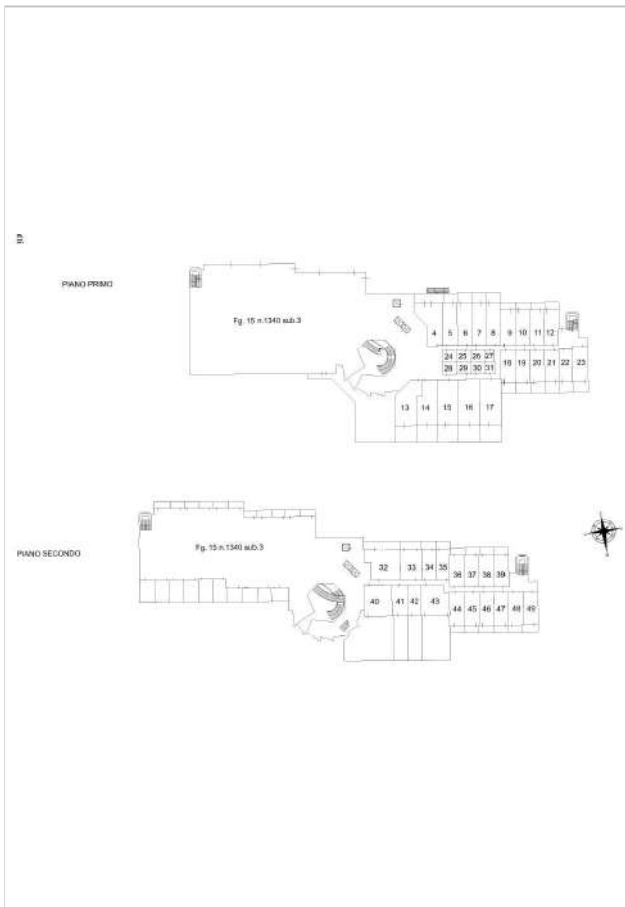 PIANO PRIMO
Fg. 15 n.1340 sub.3
4 5 6 7 8 9 10 11 12
24 25 26 27
28 29 30 31
18 19 20 21 22 23
13 14 15 16 17
PIANO SECONDO
Fg. 15 n.1340 sub.3
32 33 34 35
36 37 38 39
40 41 42 43
44 45 46 47 48 49